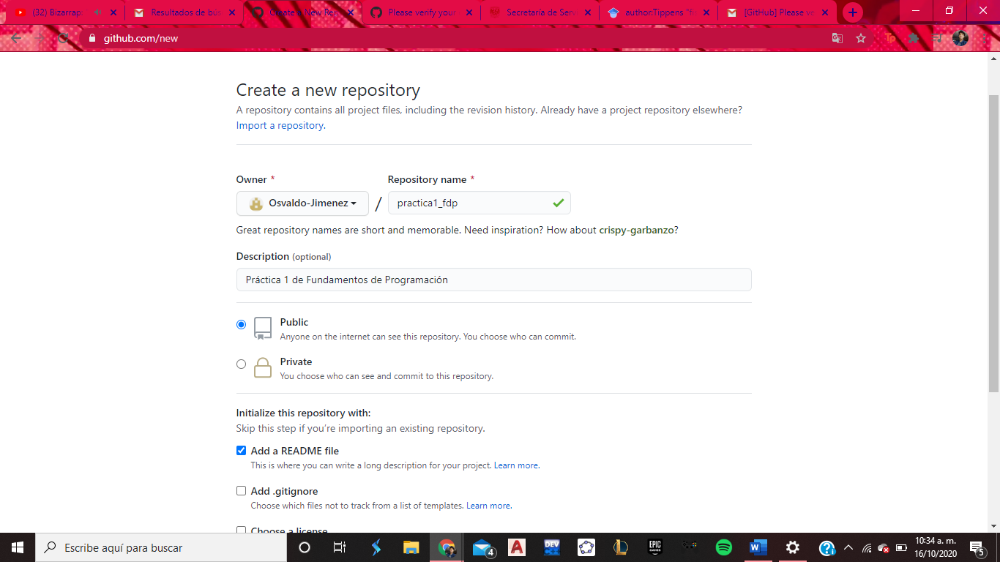 (32) Bizarrap:
Resultados de bús
Create a New Rep
Please verify your
Secretaría de Servi
author:Tippens "fi
[GitHub] Please ve
github.com/new
Create a new repository
A repository contains all project files, including the revision history. Already have a project repository elsewhere?
Import a repository.
Owner *
Repository name *
Osvaldo-Jimenez / practica1_fdp
Great repository names are short and memorable. Need inspiration? How about crispy-garbanzo?
Description (optional)
Práctica 1 de Fundamentos de Programación
Public
Anyone on the internet can see this repository. You choose who can commit.
Private
You choose who can see and commit to this repository.
Initialize this repository with:
Skip this step if you're importing an existing repository.
Add a README file
This is where you can write a long description for your project. Learn more.
Add .gitignore
Choose which files not to track from a list of templates. Learn more.
Choose a license
Escribe aquí para buscar
4
A
DEV
L
EPIC
GAMES
W
10:34 a. m.
16/10/2020
5